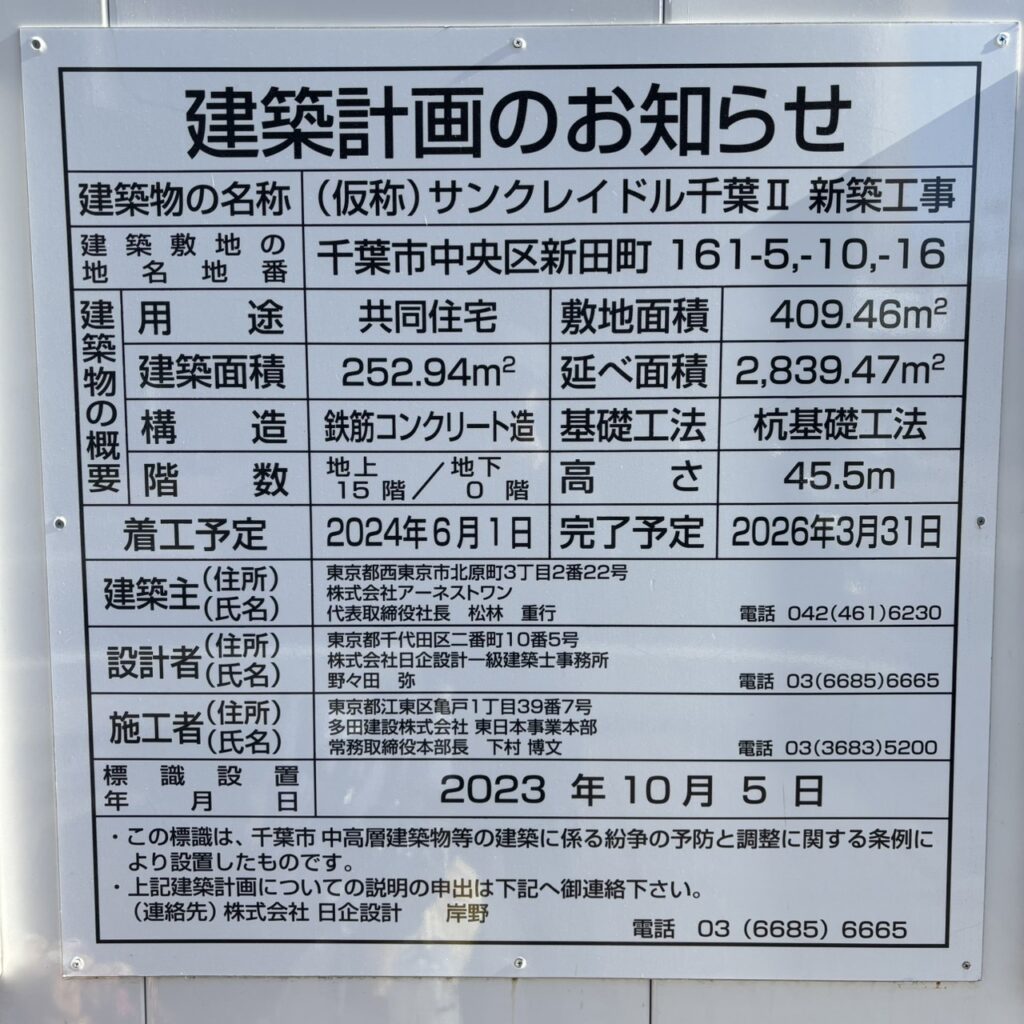 建築計画のお知らせ
建築物の名称 （仮称）サンクレイドル千葉Ⅱ 新築工事
建築敷地の地名地番 千葉市中央区新田町 161-5,-10,-16
建築物の概要
用途 共同住宅 敷地面積 409.46m²
建築面積 252.94m² 延べ面積 2,839.47m²
構造 鉄筋コンクリート造 基礎工法 杭基礎工法
階数 地上15階／地下0階 高さ 45.5m
着工予定 2024年6月1日 完了予定 2026年3月31日
建築主（住所）（氏名）
東京都西東京市北原町3丁目2番22号
株式会社アーネストワン
代表取締役社長 松林 重行 電話 042(461)6230
設計者（住所）（氏名）
東京都千代田区二番町10番5号
株式会社日企設計一級建築士事務所
野々田 弥 電話 03(6685)6665
施工者（住所）（氏名）
東京都江東区亀戸1丁目39番7号
多田建設株式会社 東日本事業本部
常務取締役本部長 下村 博文 電話 03(3683)5200
標識設置年月日 2023 年 10 月 5 日
・この標識は、千葉市 中高層建築物等の建築に係る紛争の予防と調整に関する条例に
より設置したものです。
・上記建築計画についての説明の申出は下記へ御連絡下さい。
（連絡先）株式会社 日企設計 岸野
電話 03（6685）6665